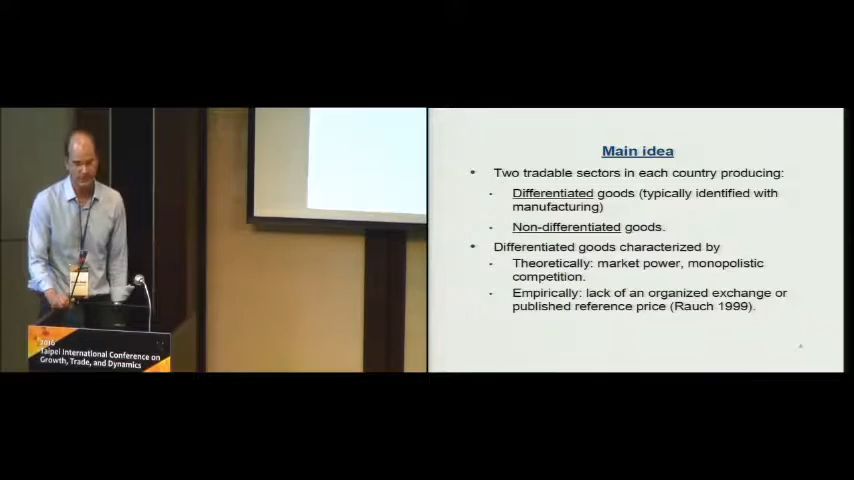 2016
Taipei International Conference on
Growth, Trade, and Dynamics
Main idea
• Two tradable sectors in each country producing:
- Differentiated goods (typically identified with
manufacturing)
- Non-differentiated goods.
• Differentiated goods characterized by
- Theoretically: market power, monopolistic
competition.
- Empirically: lack of an organized exchange or
published reference price (Rauch 1999).